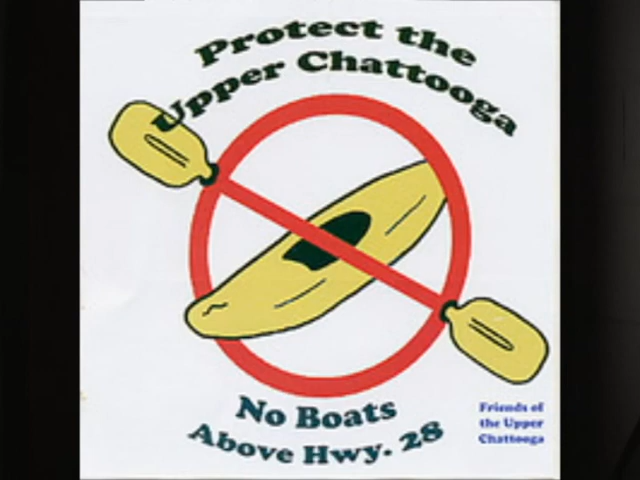 Protect the
Upper Chattooga
No Boats
Above Hwy. 28
Friends of
the Upper
Chattooga